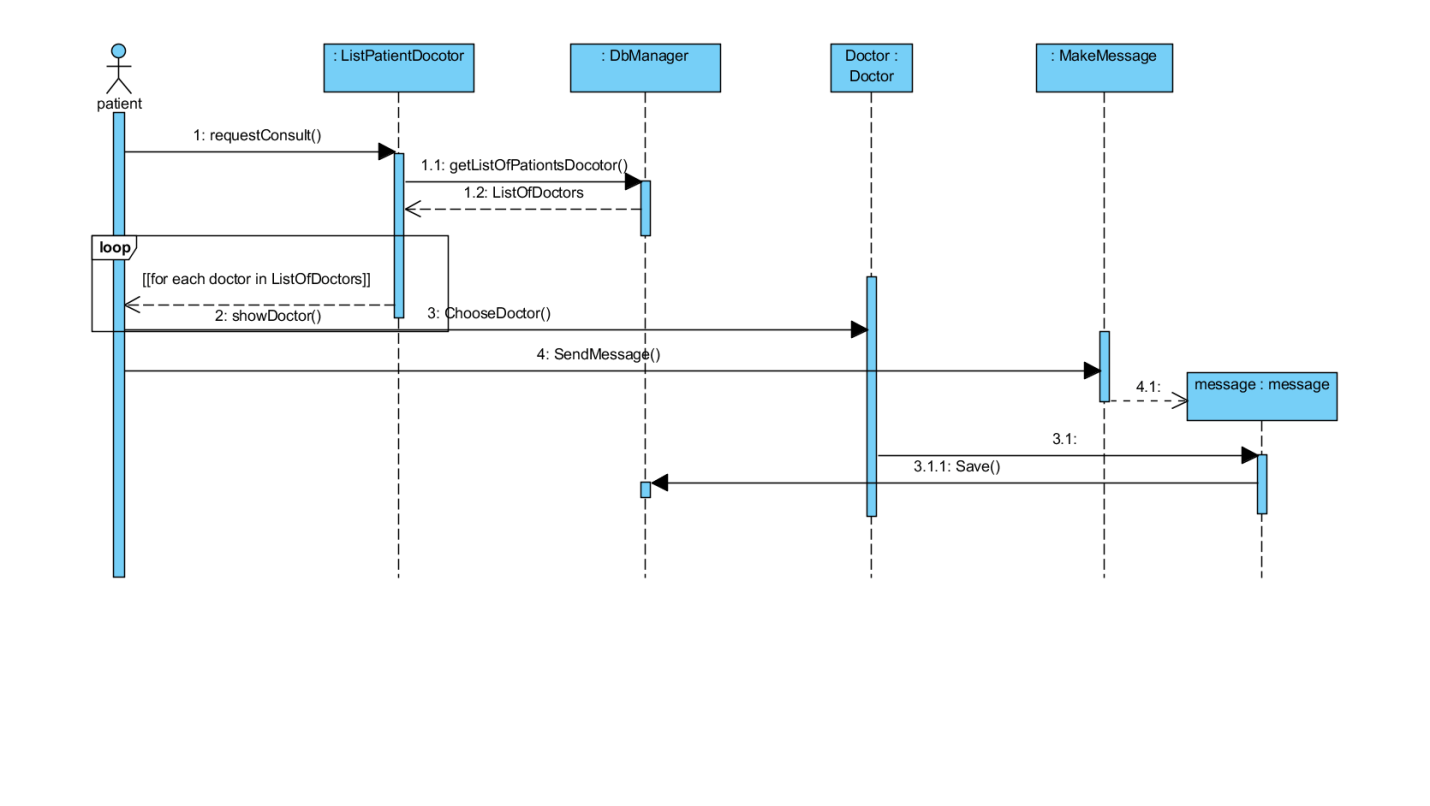 : ListPatientDocotor
: DbManager
Doctor :
Doctor
: MakeMessage
patient
1: requestConsult()
1.1: getListOfPationtsDocotor()
1.2: ListOfDoctors
loop
[[for each doctor in ListOfDoctors]]
2: showDoctor()
3: ChooseDoctor()
4: SendMessage()
4.1:
message : message
3.1:
3.1.1: Save()